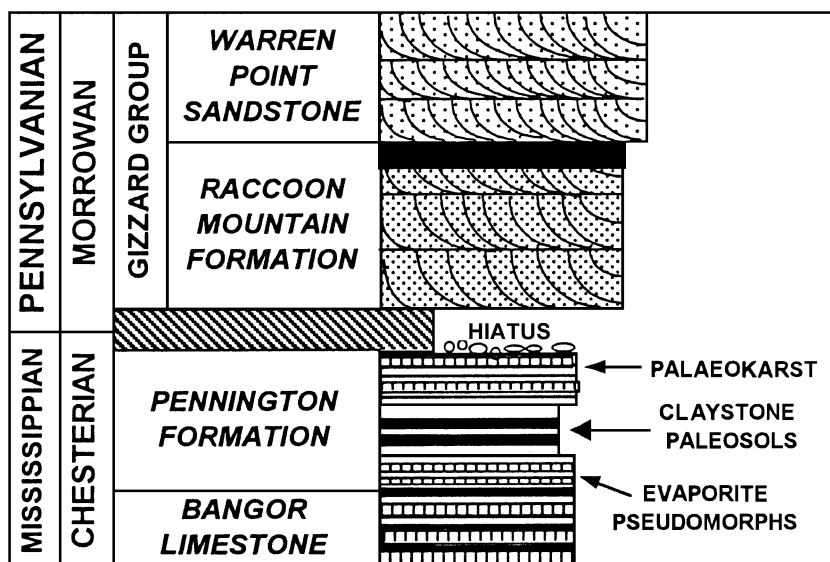 PENNSYLVANIAN
MORROWAN
GIZZARD GROUP
WARREN
POINT
SANDSTONE
RACCOON
MOUNTAIN
FORMATION
HIATUS
MISSISSIPPIAN
CHESTERIAN
PENNINGTON
FORMATION
PALAEOKARST
CLAYSTONE
PALEOSOLS
EVAPORITE
PSEUDOMORPHS
BANGOR
LIMESTONE